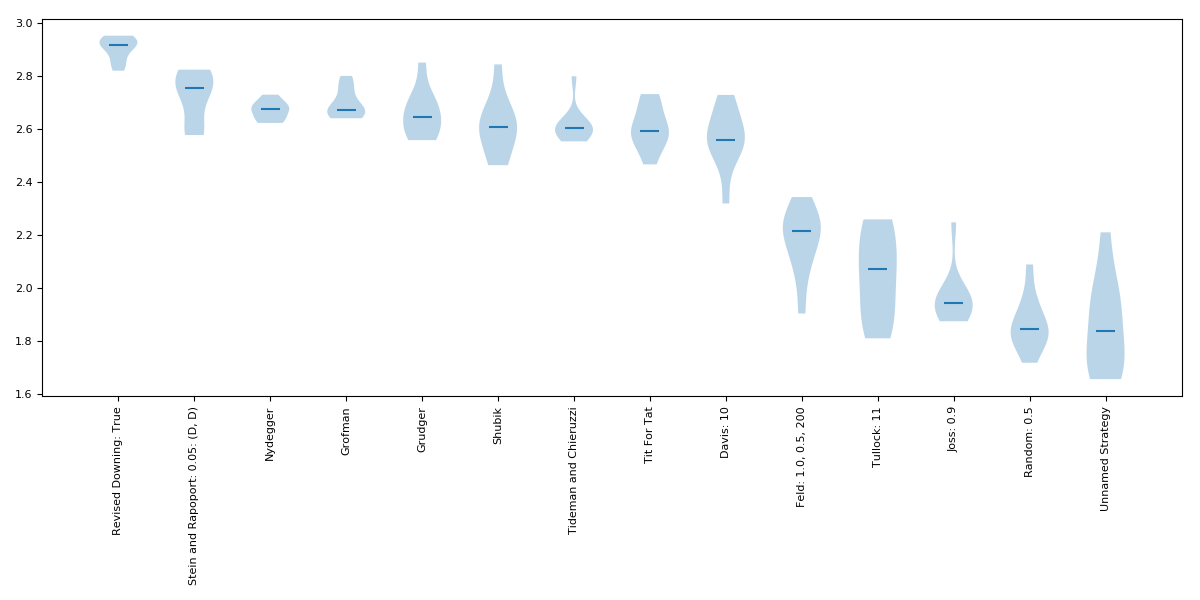 3.0
2.8
2.6
2.4
2.2
2.0
1.8
1.6
Revised Downing: True
Stein and Rapoport: 0.05: (D, D)
Nydegger
Grofman
Grudger
Shubik
Tideman and Chieruzzi
Tit For Tat
Davis: 10
Feld: 1.0, 0.5, 200
Tullock: 11
Joss: 0.9
Random: 0.5
Unnamed Strategy